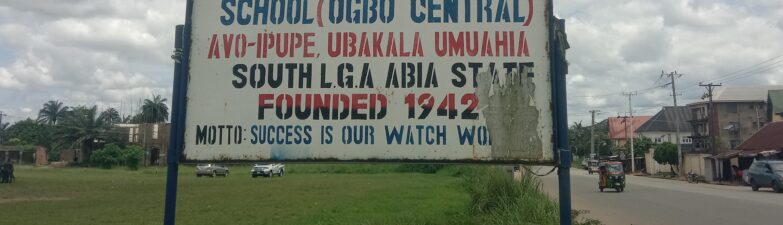 SCHOOL (OGBO CENTRAL)
AVO-IPUPE, UBAKALA UMUAHIA
SOUTH L.G.A ABIA STATE
FOUNDED 1942
MOTTO: SUCCESS IS OUR WATCH